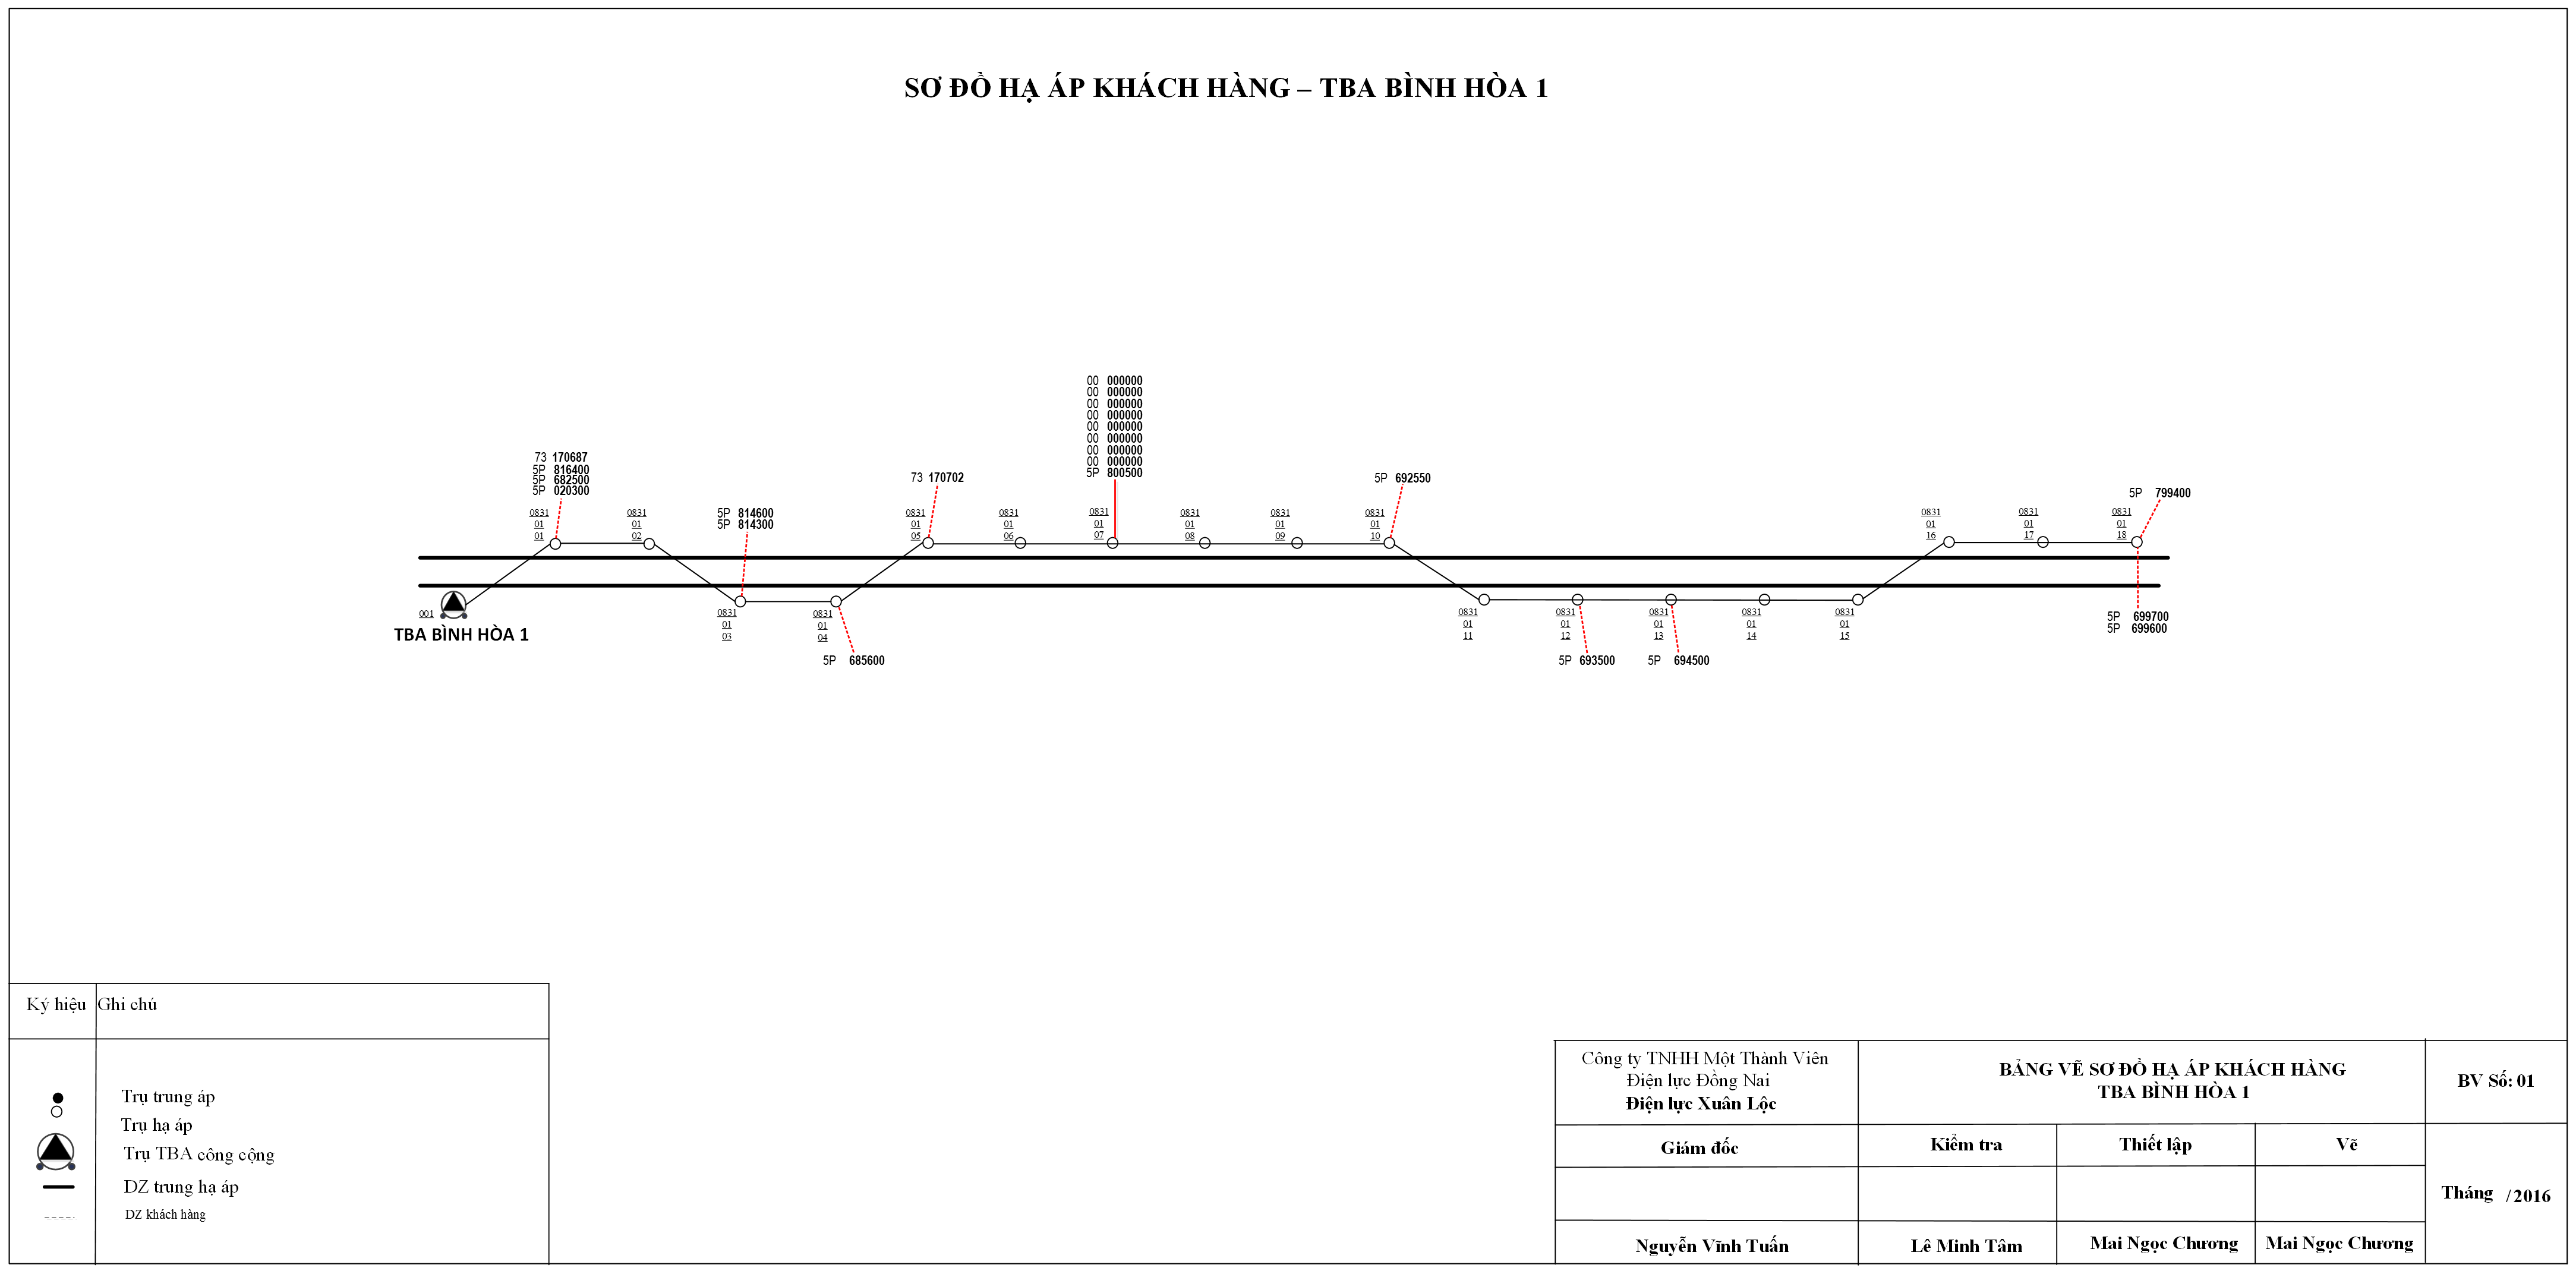 SƠ ĐỒ HẠ ÁP KHÁCH HÀNG – TBA BÌNH HÒA 1
00 000000
00 000000
00 000000
00 000000
00 000000
00 000000
00 000000
00 000000
5P 800500
73 170687
5P 816400
5P 682500
5P 020300
5P 814600
5P 814300
73 170702
5P 692550
5P 799400
0831
01
01
0831
01
02
0831
01
05
0831
01
06
0831
01
07
0831
01
08
0831
01
09
0831
01
10
0831
01
16
0831
01
17
0831
01
18
001
TBA BÌNH HÒA 1
0831
01
03
0831
01
04
0831
01
11
0831
01
12
0831
01
13
0831
01
14
0831
01
15
5P 685600
5P 693500
5P 694500
5P 699700
5P 699600
Ký hiệu Ghi chú
Trụ trung áp
Trụ hạ áp
Trụ TBA công cộng
DZ trung hạ áp
DZ khách hàng
Công ty TNHH Một Thành Viên
Điện lực Đồng Nai
Điện lực Xuân Lộc
BẢNG VẼ SƠ ĐỒ HẠ ÁP KHÁCH HÀNG
TBA BÌNH HÒA 1
BV Số: 01
Giám đốc Kiểm tra Thiết lập Vẽ
Tháng /2016
Nguyễn Vĩnh Tuấn Lê Minh Tâm Mai Ngọc Chương Mai Ngọc Chương